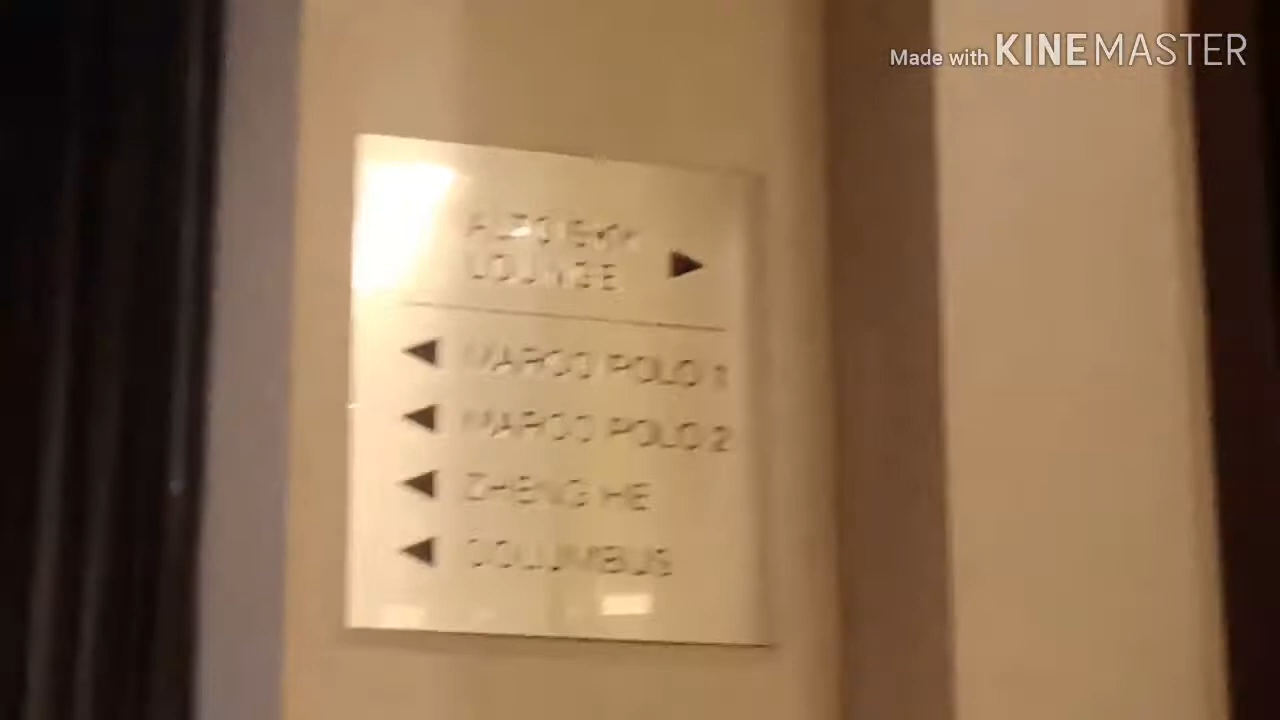 Made with KINEMASTER
LOUNGE
MARCO POLO 1
MARCO POLO 2
ZHENG HE
COLUMBUS